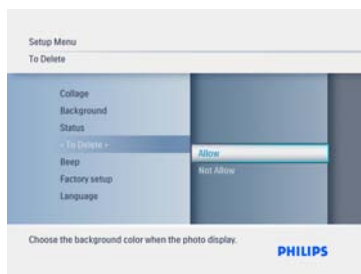 Setup Menu
To Delete
Collage
Background
Status
- To Delete -
Beep
Factory setup
Language
Allow
Not Allow
Choose the background color when the photo display.
PHILIPS